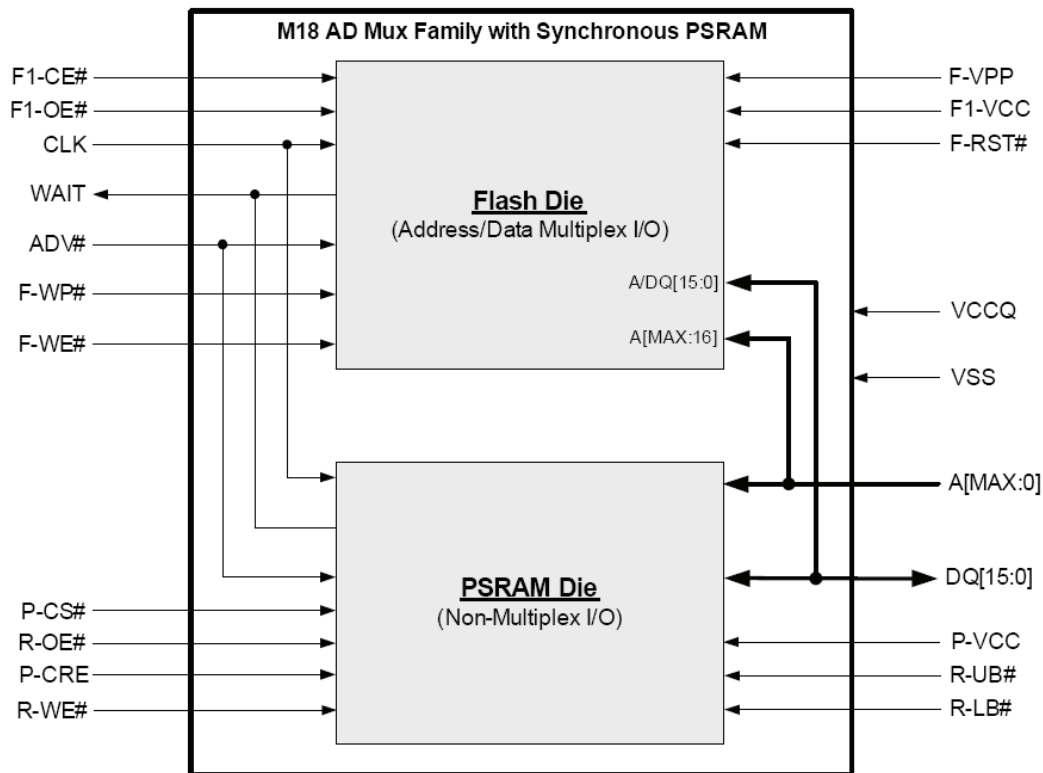 M18 AD Mux Family with Synchronous PSRAM
F1-CE#
F1-OE#
CLK
WAIT
ADV#
F-WP#
F-WE#
Flash Die
(Address/Data Multiplex I/O)
A/DQ[15:0]
A[MAX:16]
F-VPP
F1-VCC
F-RST#
VCCQ
VSS
A[MAX:0]
DQ[15:0]
PSRAM Die
(Non-Multiplex I/O)
P-CS#
R-OE#
P-CRE
R-WE#
P-VCC
R-UB#
R-LB#